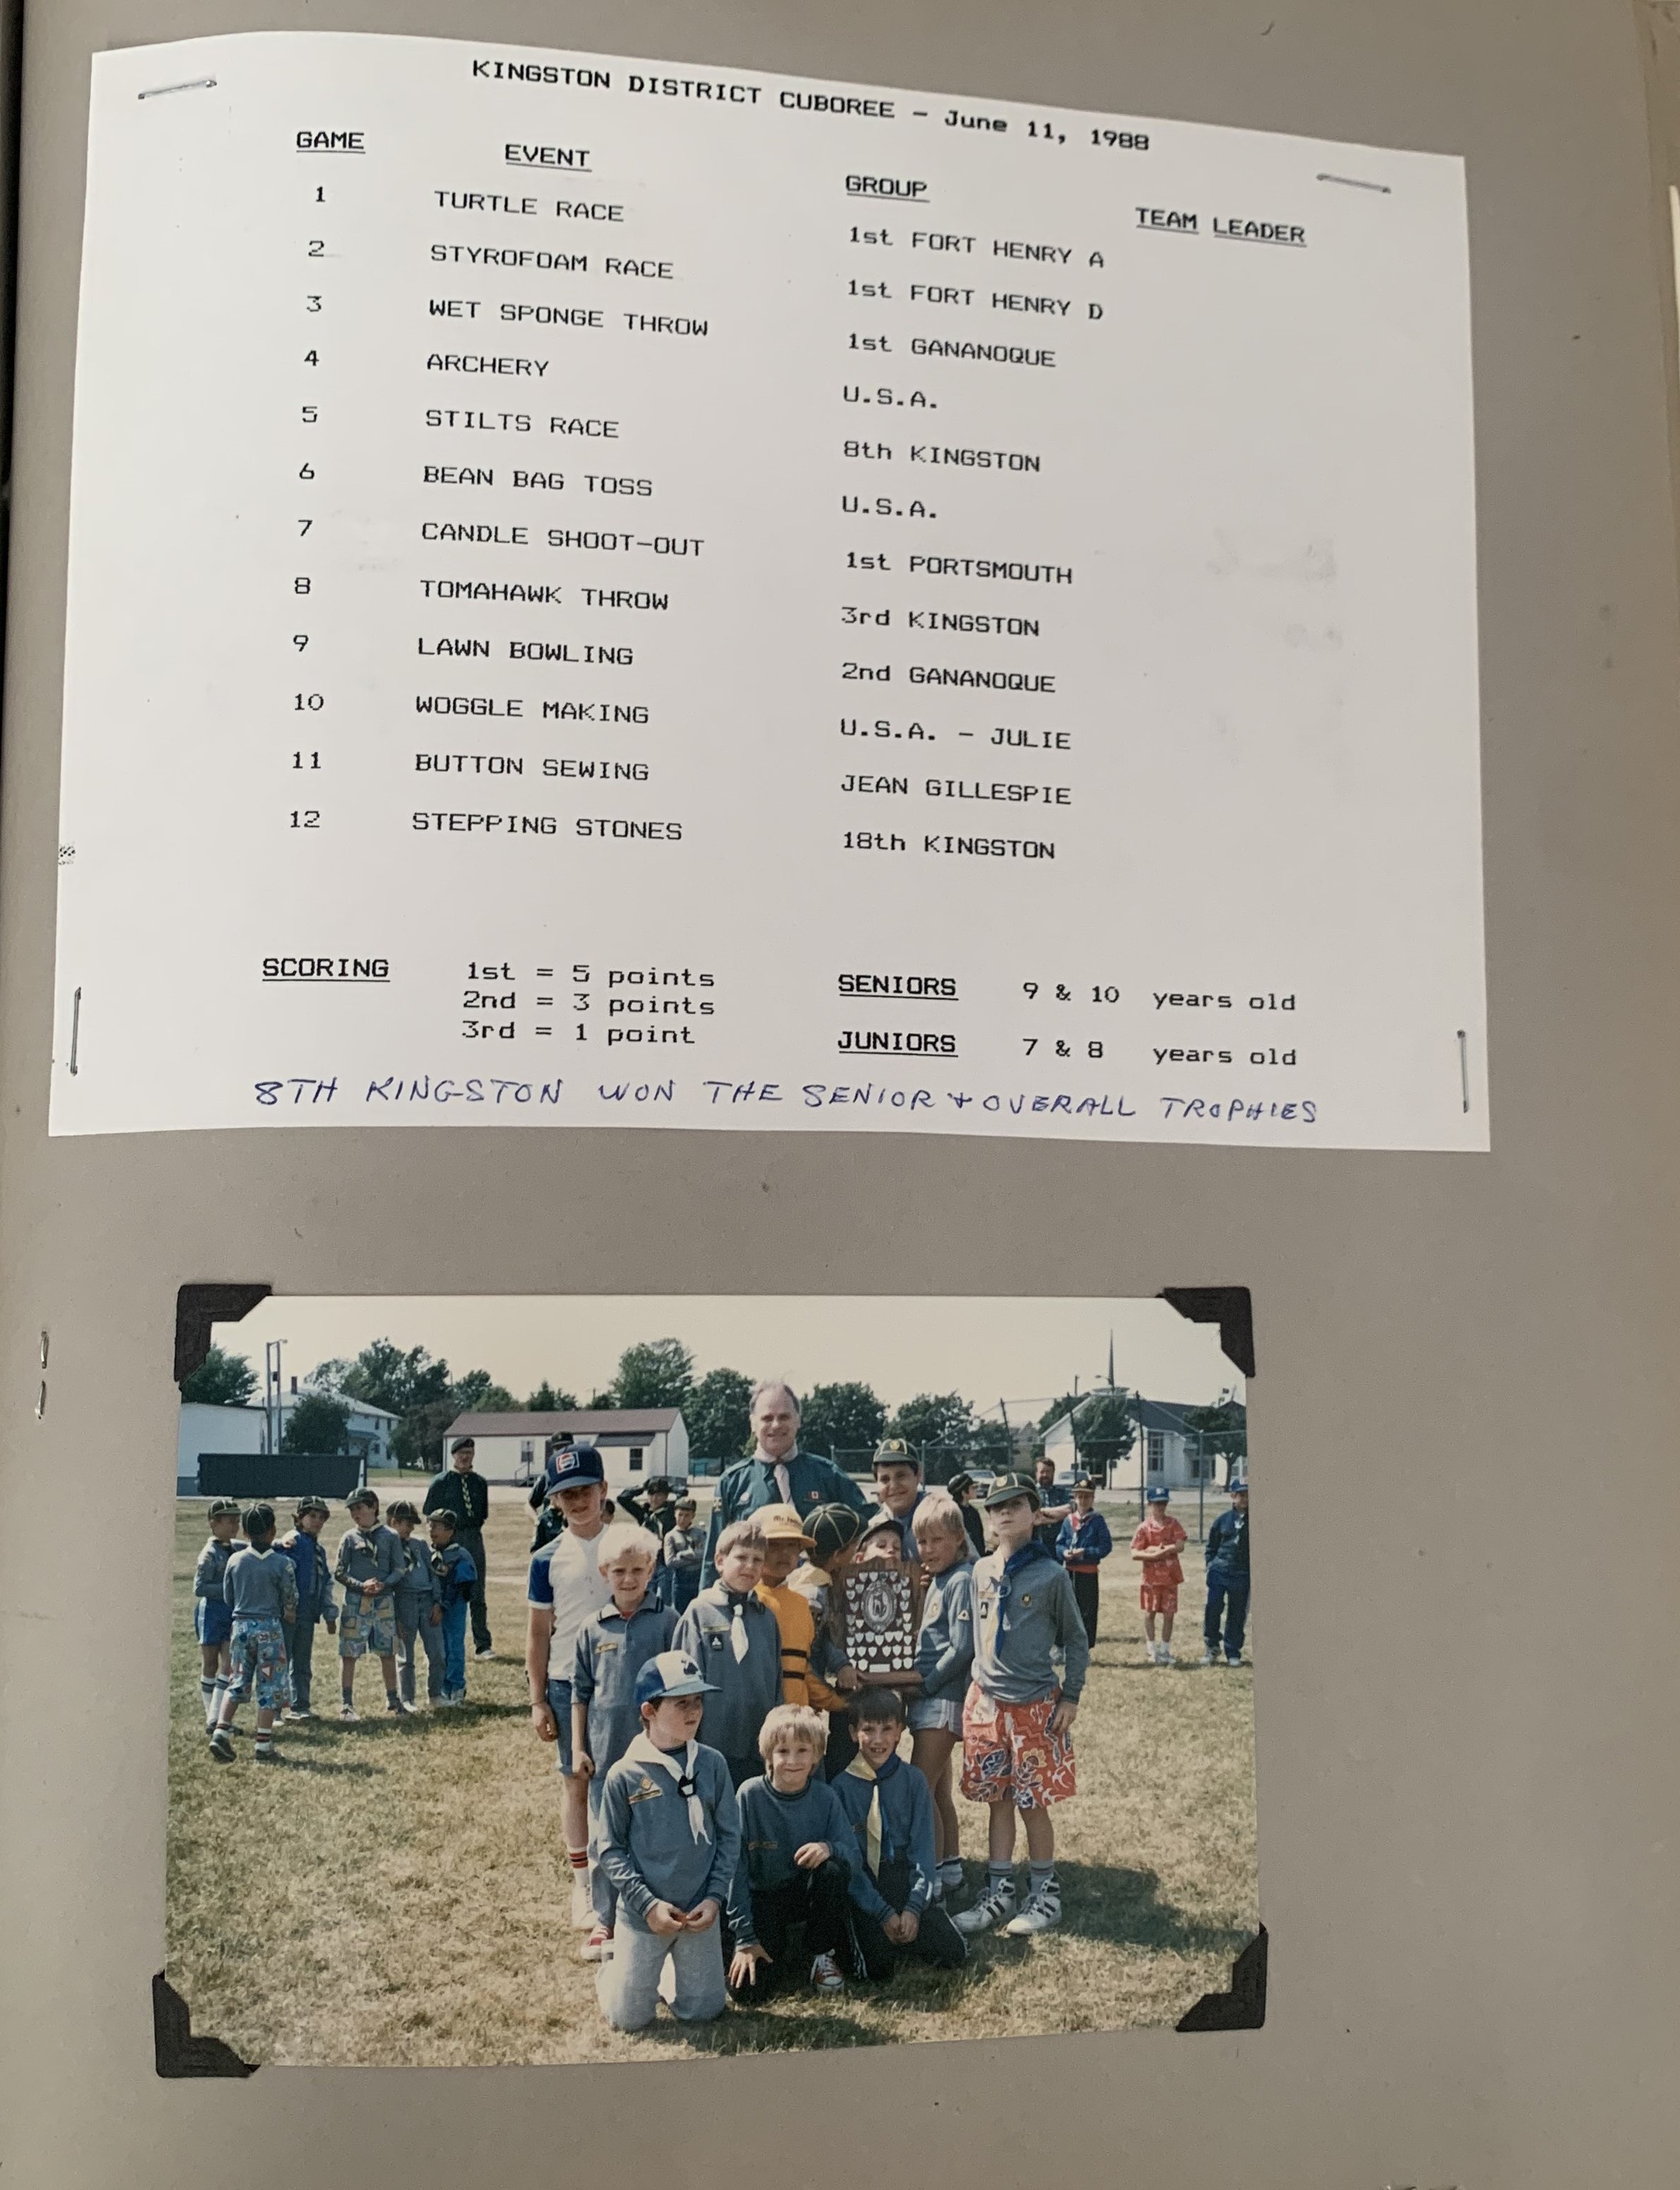 KINGSTON DISTRICT CUBOREE - June 11, 1988
GAME EVENT GROUP TEAM LEADER
1 TURTLE RACE 1st FORT HENRY A
2 STYROFOAM RACE 1st FORT HENRY D
3 WET SPONGE THROW 1st GANANOQUE
4 ARCHERY U.S.A.
5 STILTS RACE 8th KINGSTON
6 BEAN BAG TOSS U.S.A.
7 CANDLE SHOOT-OUT 1st PORTSMOUTH
8 TOMAHAWK THROW 3rd KINGSTON
9 LAWN BOWLING 2nd GANANOQUE
10 WOGGLE MAKING U.S.A. - JULIE
11 BUTTON SEWING JEAN GILLESPIE
12 STEPPING STONES 18th KINGSTON
SCORING 1st = 5 points SENIORS 9 & 10 years old
2nd = 3 points
3rd = 1 point JUNIORS 7 & 8 years old
8TH KINGSTON WON THE SENIOR + OVERALL TROPHIES